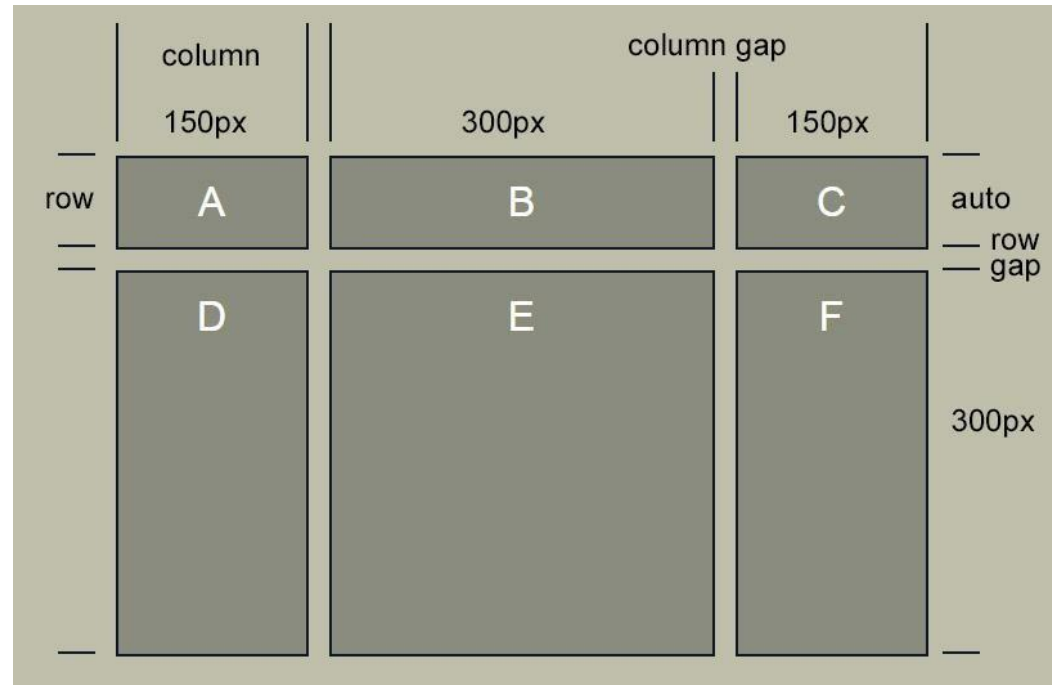 column
column gap
150px
300px
150px
row
A
B
C
auto
row
gap
D
E
F
300px